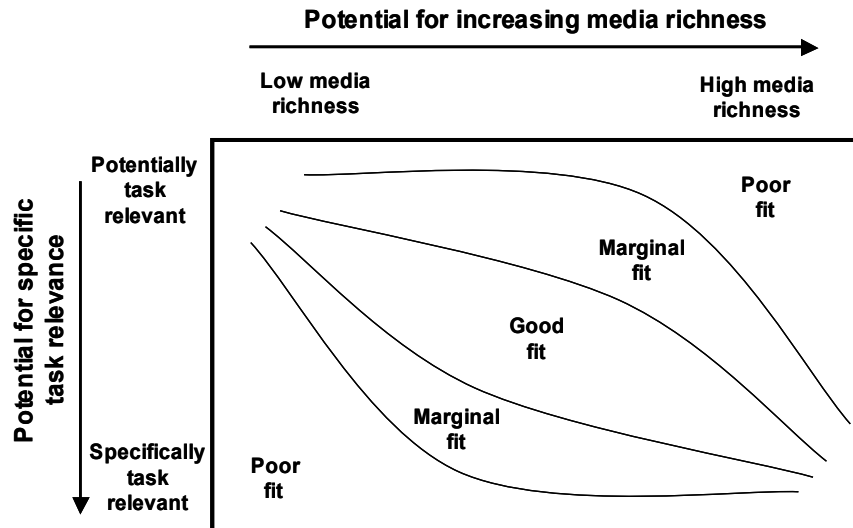 Potential for increasing media richness
Low media
richness
High media
richness
Potential for specific
task relevance
Potentially
task
relevant
Poor
fit
Marginal
fit
Good
fit
Marginal
fit
Specifically
task
relevant
Poor
fit